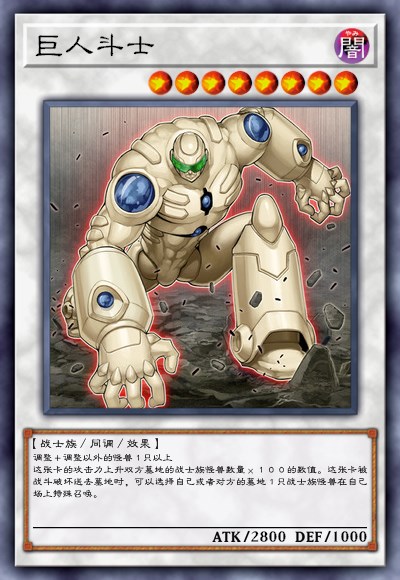 巨人斗士
やみ
闇
【战士族／同调／效果】
调整＋调整以外的怪兽１只以上
这张卡的攻击力上升双方墓地的战士族怪兽数量×１００的数值。这张卡被
战斗破坏送去墓地时，可以选择自己或者对方的墓地１只战士族怪兽在自己
场上特殊召唤。
ATK/2800 DEF/1000